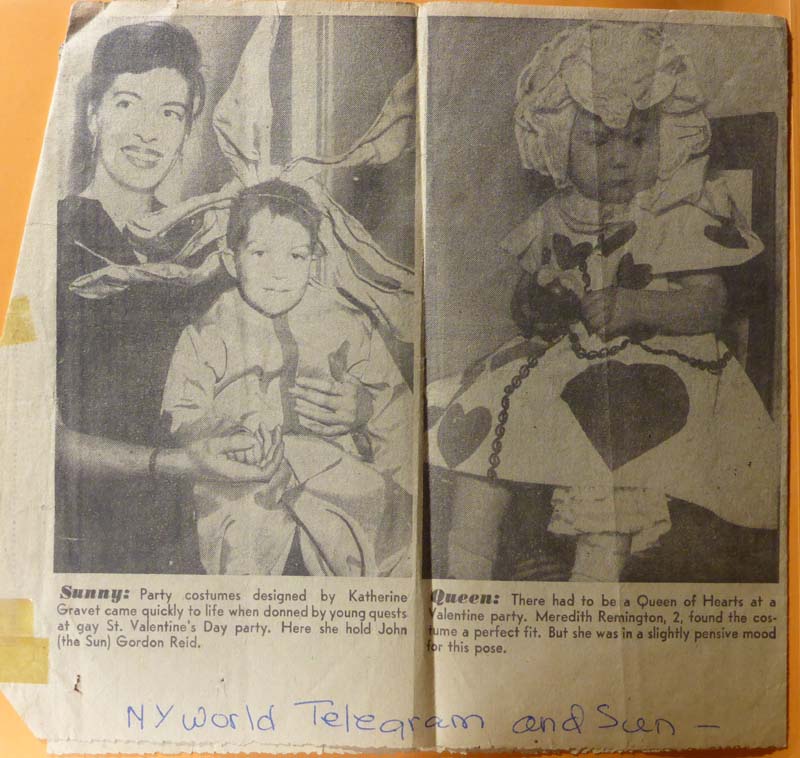 Sunny: Party costumes designed by Katherine
Gravet came quickly to life when donned by young quests
at gay St. Valentine's Day party. Here she hold John
(the Sun) Gordon Reid.
Queen: There had to be a Queen of Hearts at a
Valentine party. Meredith Remington, 2, found the cos-
tume a perfect fit. But she was in a slightly pensive mood
for this pose.
NY World Telegram and Sun —